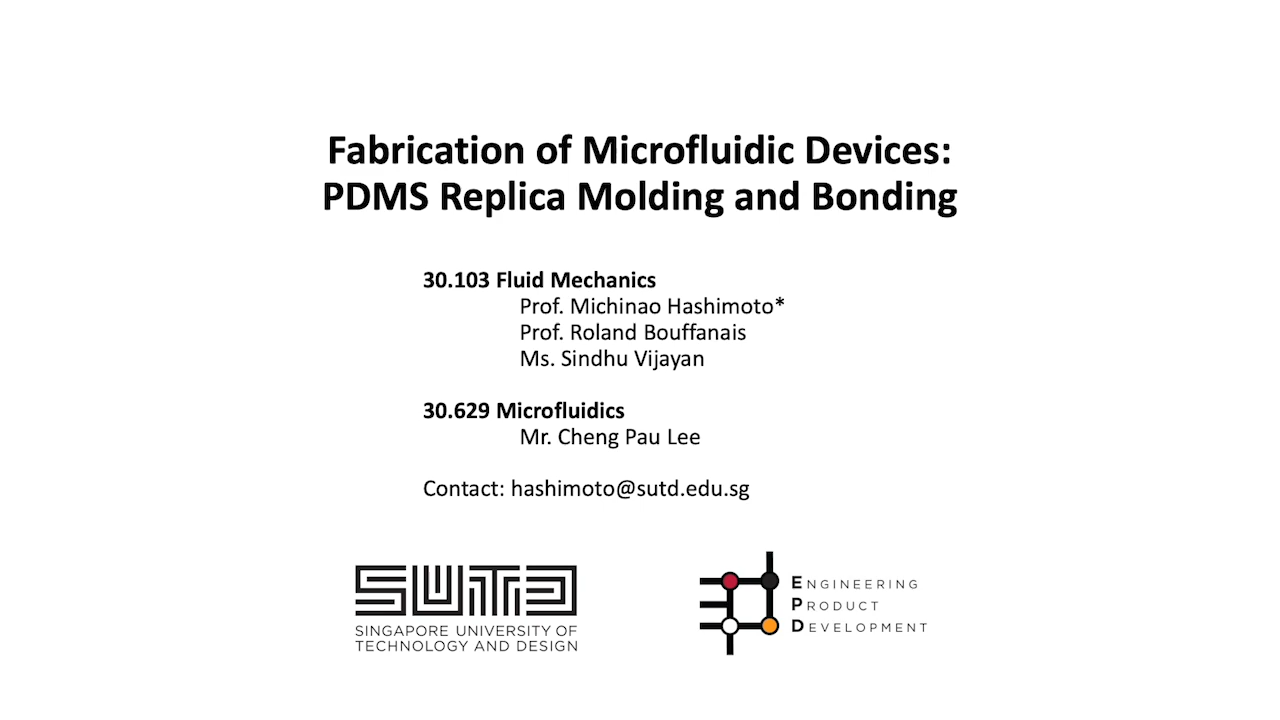 Fabrication of Microfluidic Devices:
PDMS Replica Molding and Bonding
30.103 Fluid Mechanics
Prof. Michinao Hashimoto*
Prof. Roland Bouffanais
Ms. Sindhu Vijayan
30.629 Microfluidics
Mr. Cheng Pau Lee
Contact: hashimoto@sutd.edu.sg
SUTD
SINGAPORE UNIVERSITY OF
TECHNOLOGY AND DESIGN
ENGINEERING
PRODUCT
DEVELOPMENT